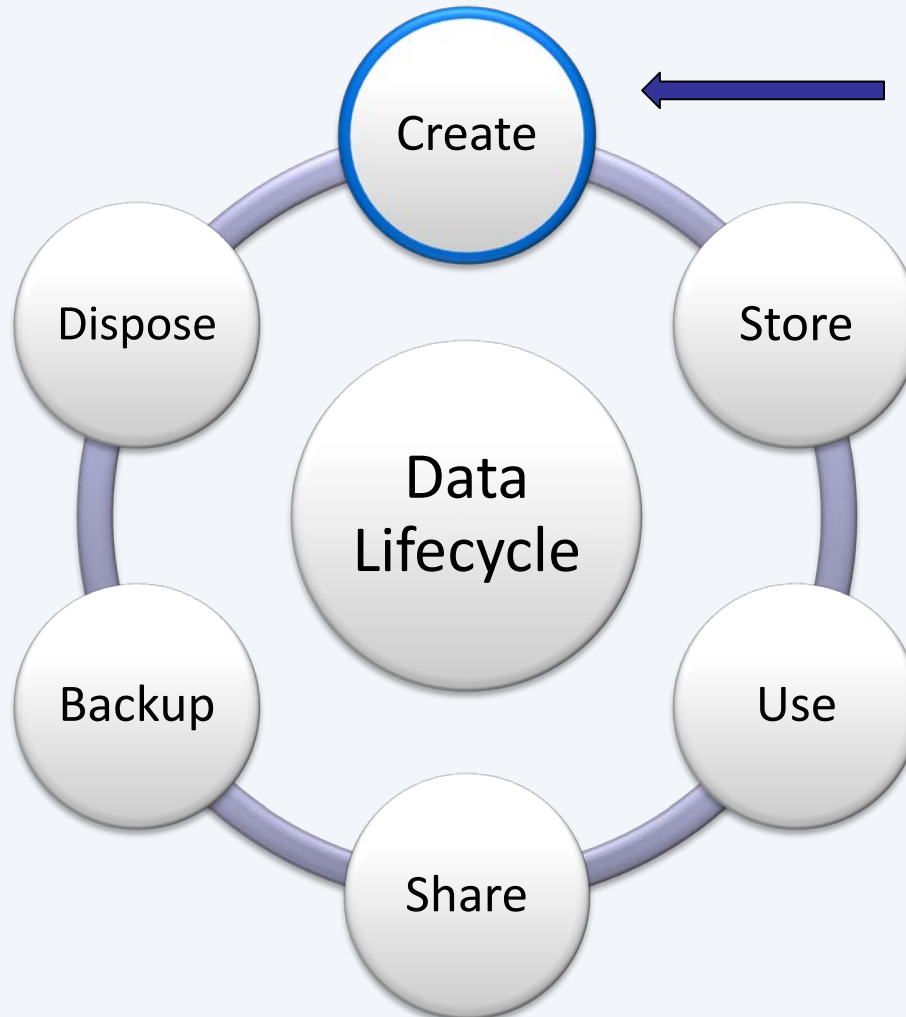 Create
Store
Use
Share
Backup
Dispose
Data
Lifecycle